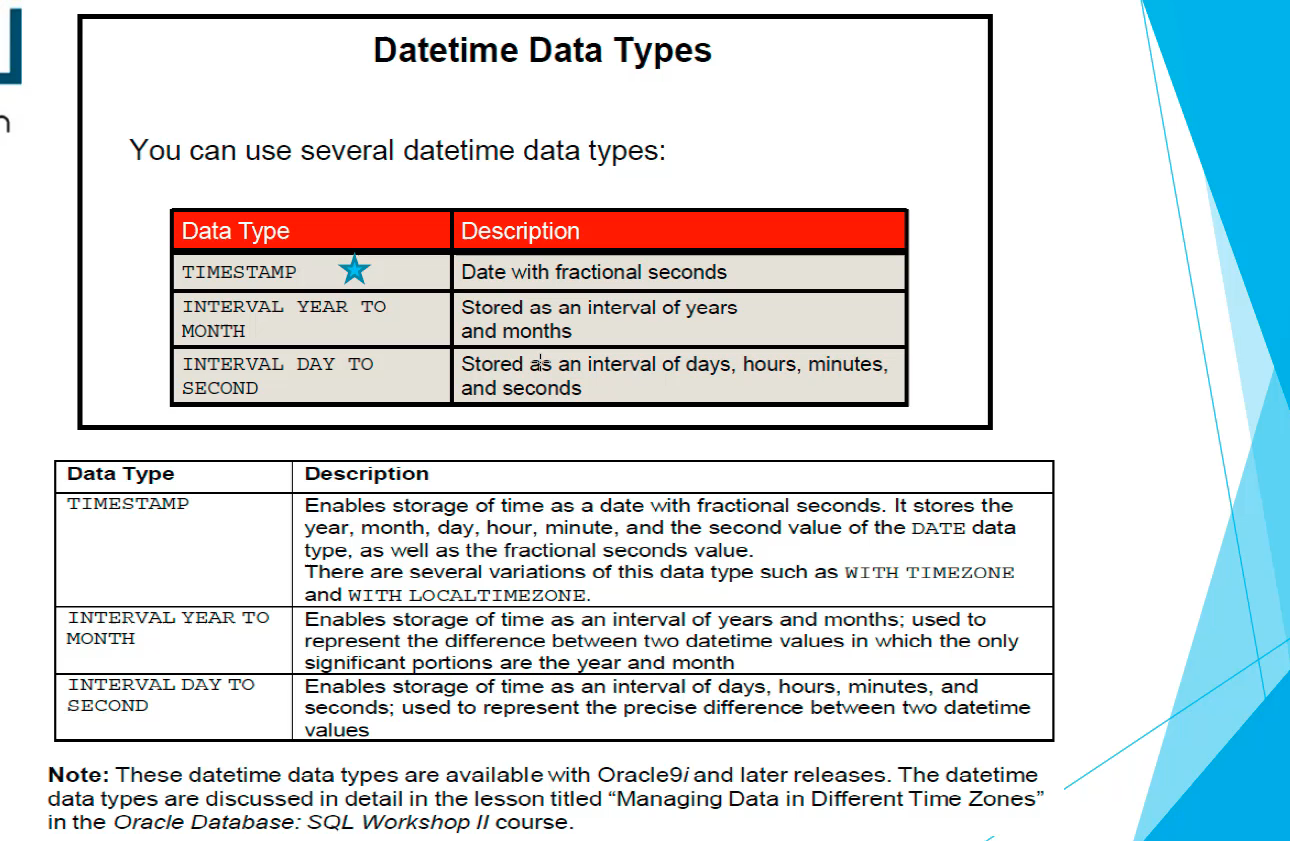 n
Datetime Data Types
You can use several datetime data types:
Data Type Description
TIMESTAMP Date with fractional seconds
INTERVAL YEAR TO
MONTH
Stored as an interval of years
and months
INTERVAL DAY TO
SECOND
Stored as an interval of days, hours, minutes,
and seconds
Data Type Description
TIMESTAMP
Enables storage of time as a date with fractional seconds. It stores the
year, month, day, hour, minute, and the second value of the DATE data
type, as well as the fractional seconds value.
There are several variations of this data type such as WITH TIMEZONE
and WITH LOCALTIMEZONE.
INTERVAL YEAR TO
MONTH
Enables storage of time as an interval of years and months; used to
represent the difference between two datetime values in which the only
significant portions are the year and month
INTERVAL DAY TO
SECOND
Enables storage of time as an interval of days, hours, minutes, and
seconds; used to represent the precise difference between two datetime
values
Note: These datetime data types are available with Oracle9i and later releases. The datetime
data types are discussed in detail in the lesson titled “Managing Data in Different Time Zones”
in the Oracle Database: SQL Workshop II course.